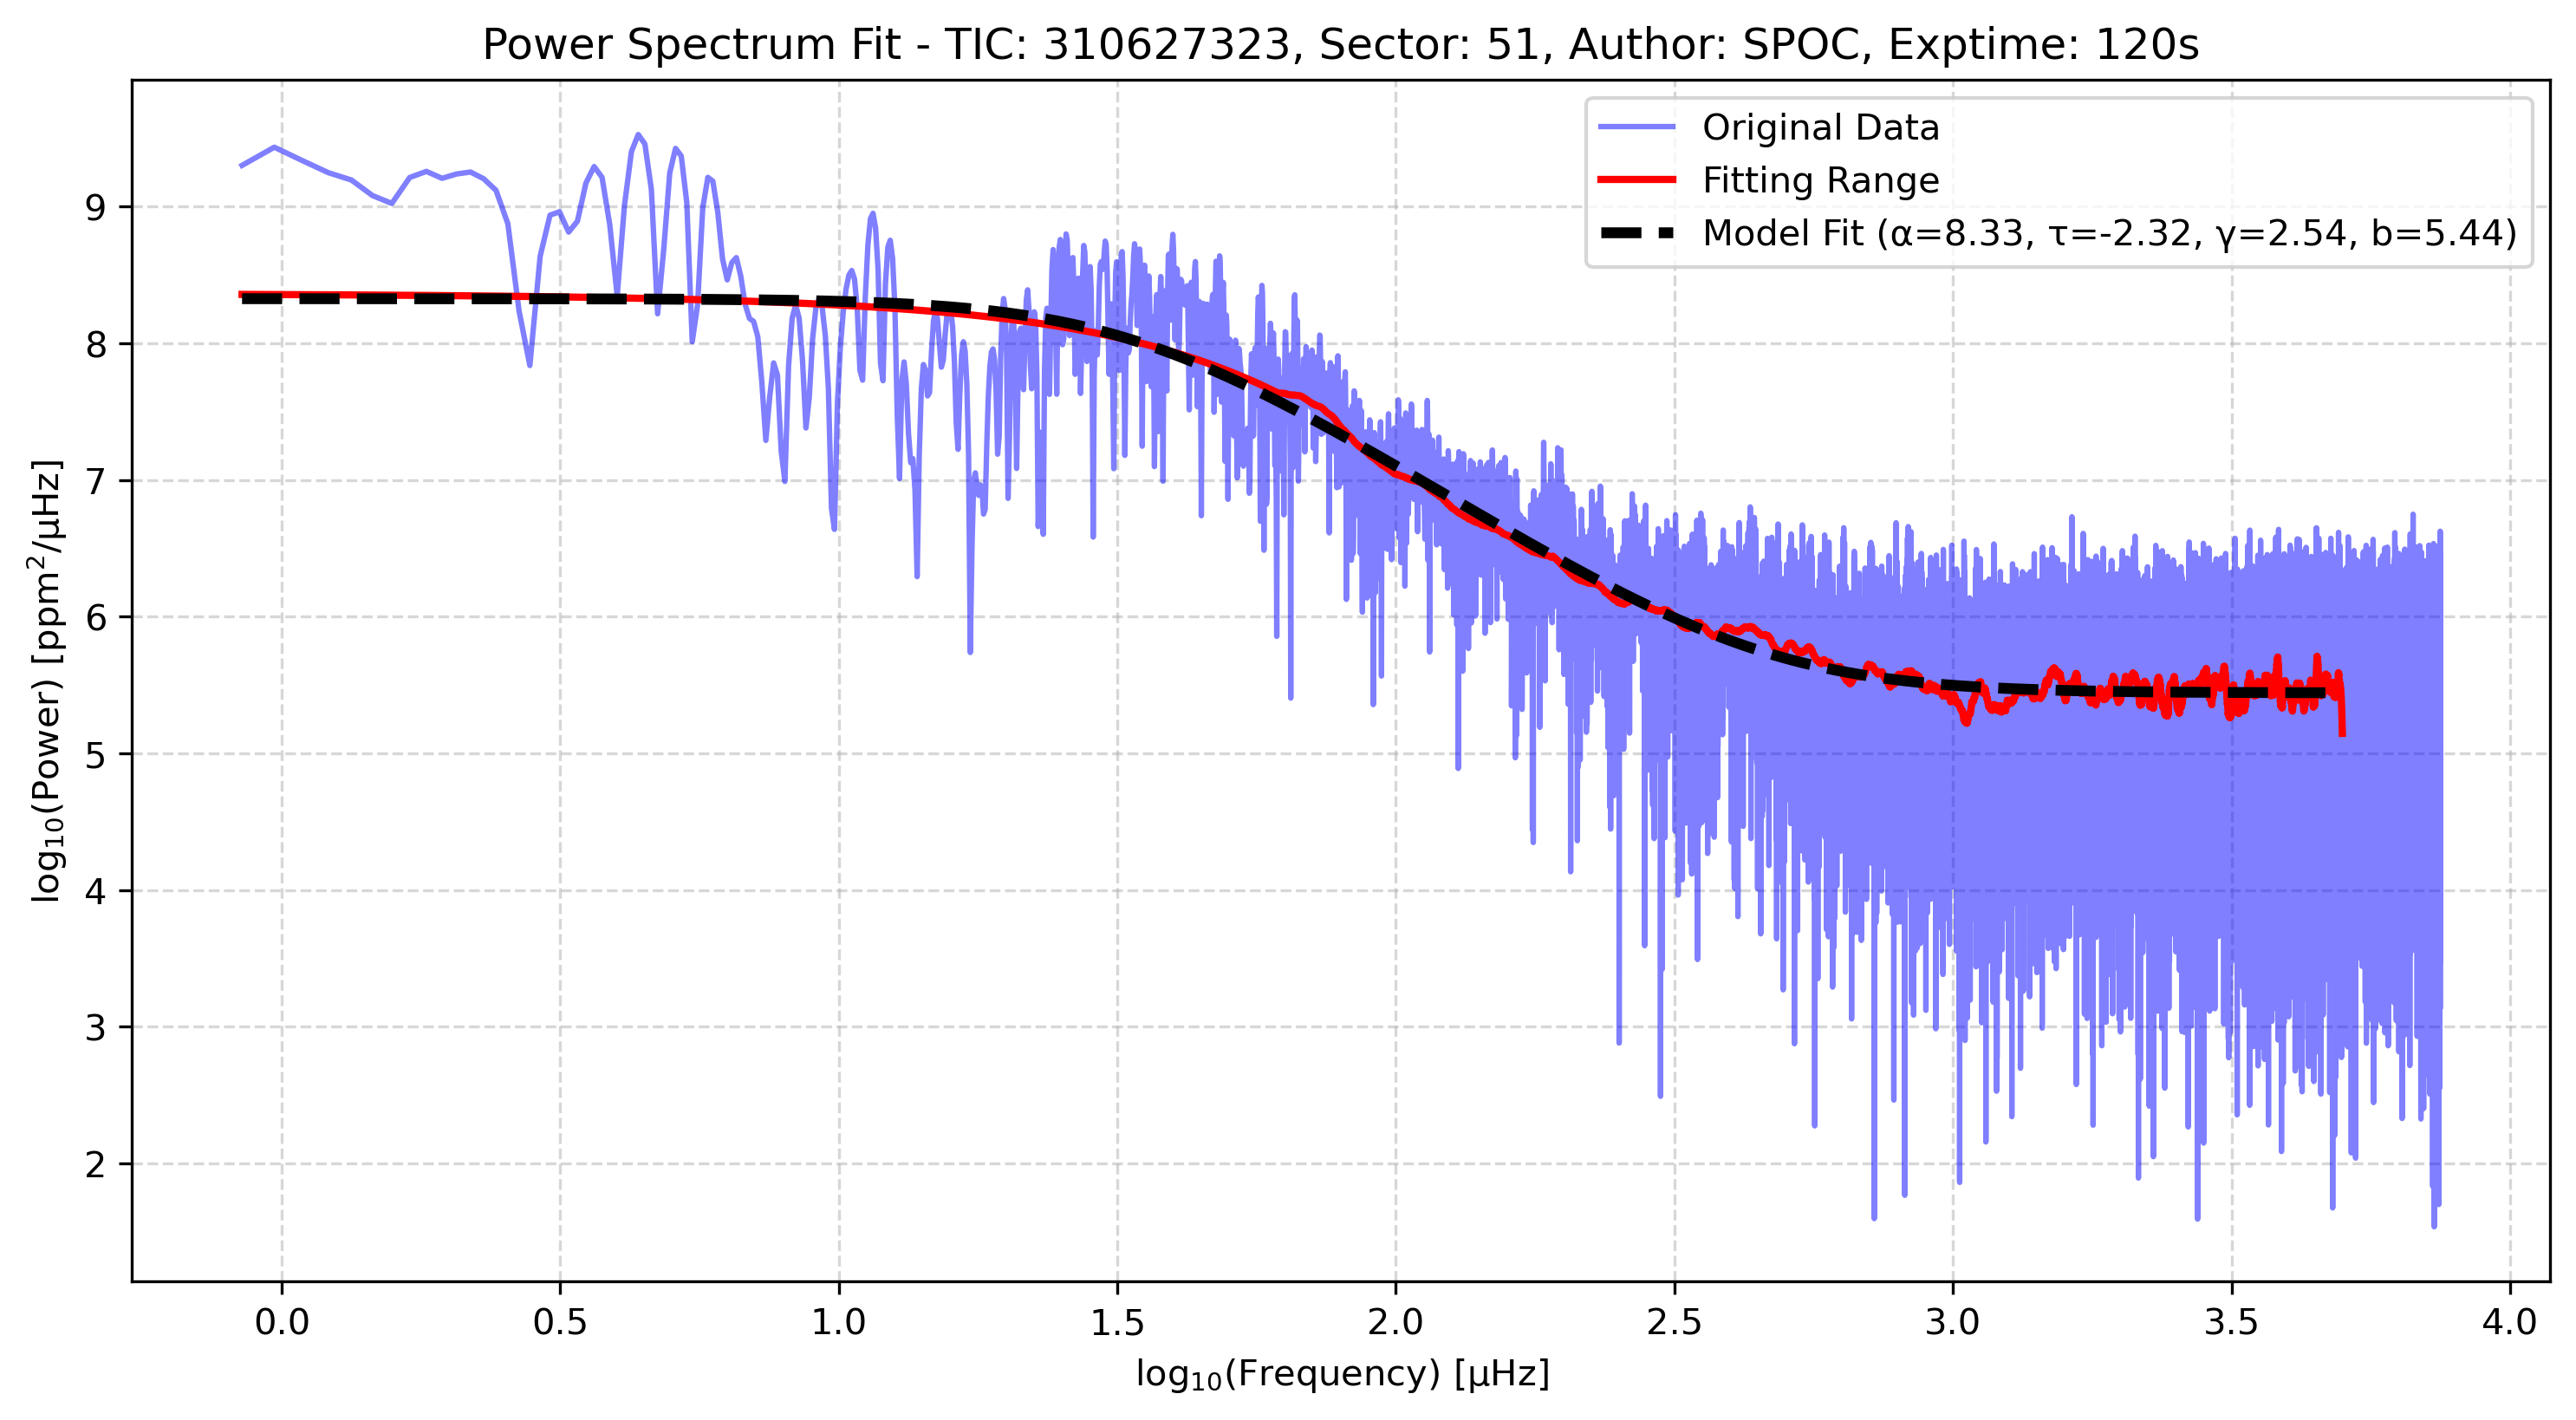 Power Spectrum Fit - TIC: 310627323, Sector: 51, Author: SPOC, Exptime: 120s
Original Data
Fitting Range
Model Fit (α=8.33, τ=-2.32, γ=2.54, b=5.44)
log₁₀(Power) [ppm²/μHz]
9
8
7
6
5
4
3
2
0.0
0.5
1.0
1.5
2.0
2.5
3.0
3.5
4.0
log₁₀(Frequency) [μHz]